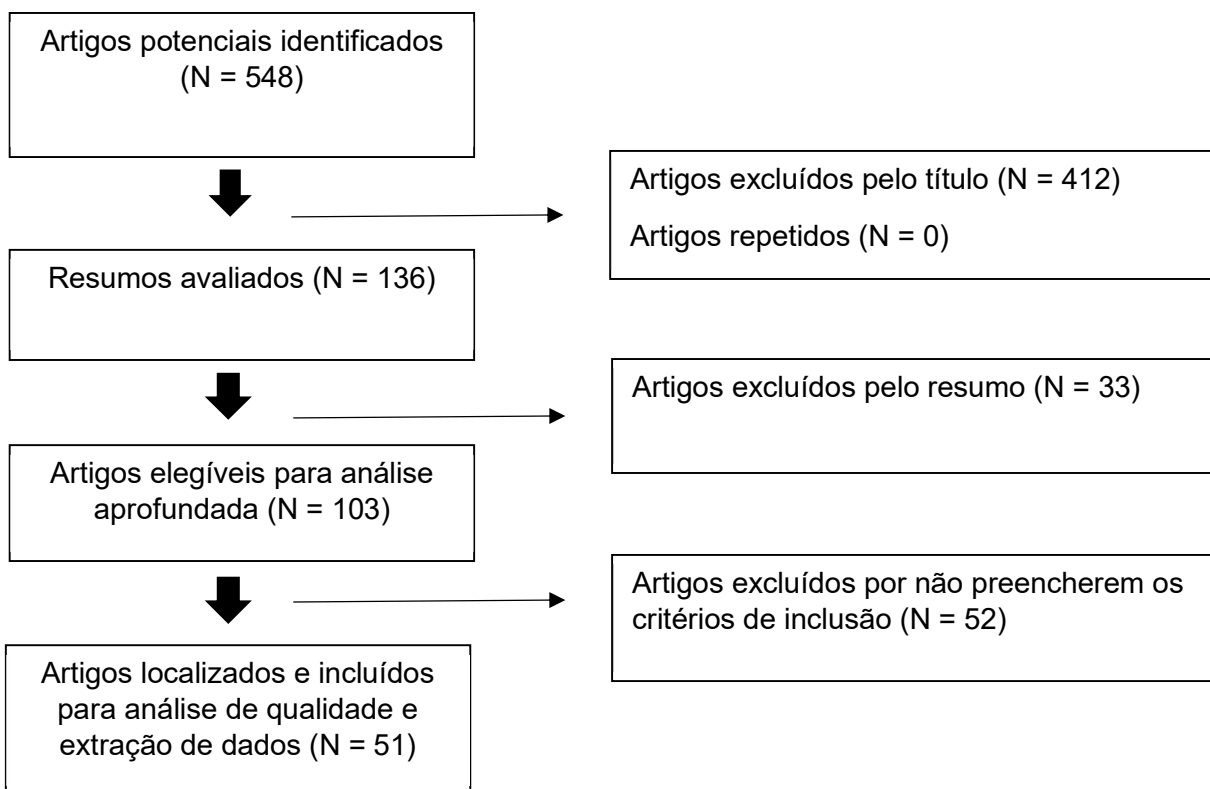 Artigos potenciais identificados
(N = 548)
Artigos excluídos pelo título (N = 412)
Artigos repetidos (N = 0)
Resumos avaliados (N = 136)
Artigos excluídos pelo resumo (N = 33)
Artigos elegíveis para análise
aprofundada (N = 103)
Artigos excluídos por não preencherem os
critérios de inclusão (N = 52)
Artigos localizados e incluídos
para análise de qualidade e
extração de dados (N = 51)